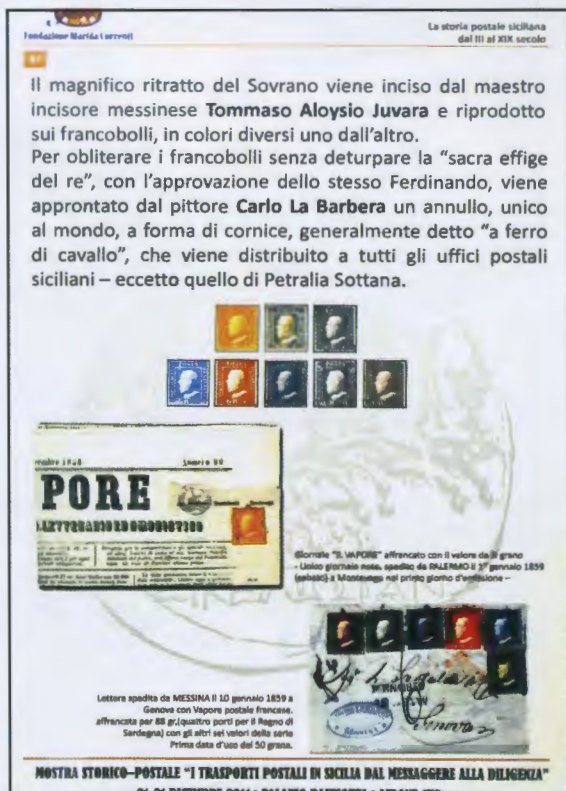 Fondazione Marida Correnti
La storia postale siciliana
dal III al XIX secolo
Il magnifico ritratto del Sovrano viene inciso dal maestro
incisore messinese Tommaso Aloysio Juvara e riprodotto
sui francobolli, in colori diversi uno dall'altro.
Per obliterare i francobolli senza deturpare la "sacra effige
del re", con l'approvazione dello stesso Ferdinando, viene
approntato dal pittore Carlo La Barbera un annullo, unico
al mondo, a forma di cornice, generalmente detto "a ferro
di cavallo", che viene distribuito a tutti gli uffici postali
siciliani – eccetto quello di Petralia Sottana.
PORE
Giornale "IL VAPORE" affrancato con il valore da grano
- Unico giornale noto, spedito da PALERMO il 1° gennaio 1859
(sabato) a nel primo giorno d'emissione –
Lettera spedita da MESSINA il 10 gennaio 1859 a
Genova con Vapore postale francese.
affrancata per 88 gr,(quattro porti per il Regno di
Sardegna) con gli altri sei valori della serie
Prima data d'uso del 50 grana.
Genova
MOSTRA STORICO–POSTALE "I TRASPORTI POSTALI IN SICILIA DAL MESSAGGERE ALLA DILIGENZA"